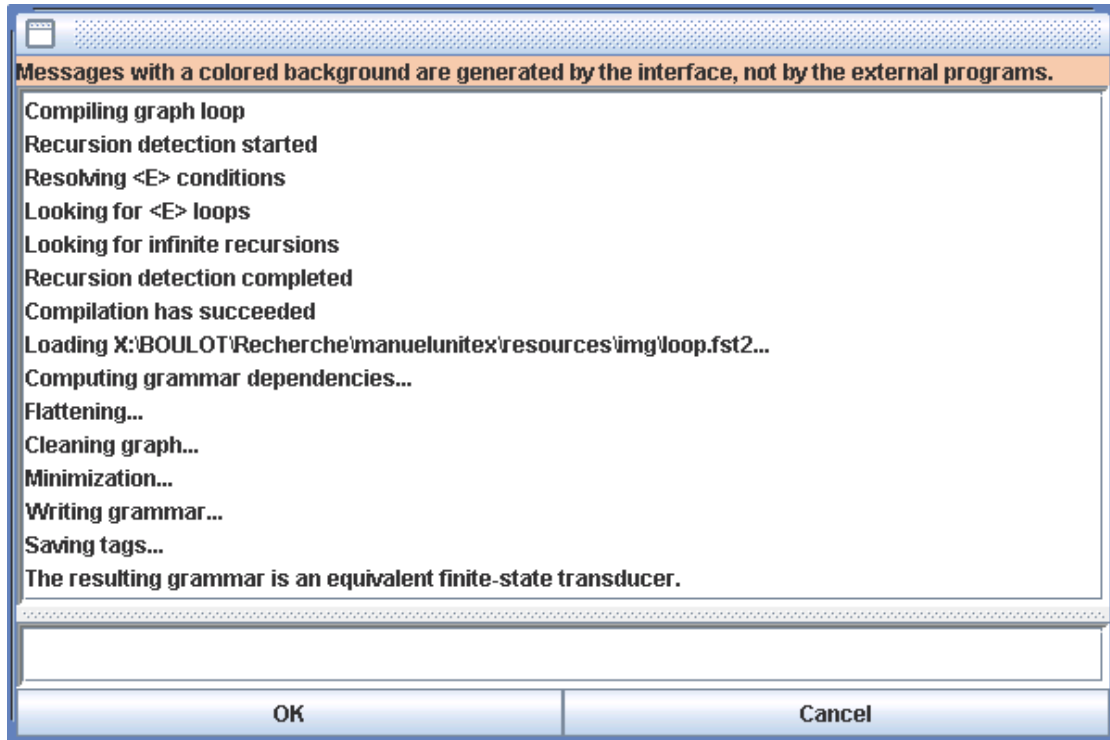 Messages with a colored background are generated by the interface, not by the external programs.
Compiling graph loop
Recursion detection started
Resolving <E> conditions
Looking for <E> loops
Looking for infinite recursions
Recursion detection completed
Compilation has succeeded
Loading X:\BOULOT\Recherche\manuelunitex\resources\img\loop.fst2...
Computing grammar dependencies...
Flattening...
Cleaning graph...
Minimization...
Writing grammar...
Saving tags...
The resulting grammar is an equivalent finite-state transducer.
OK Cancel